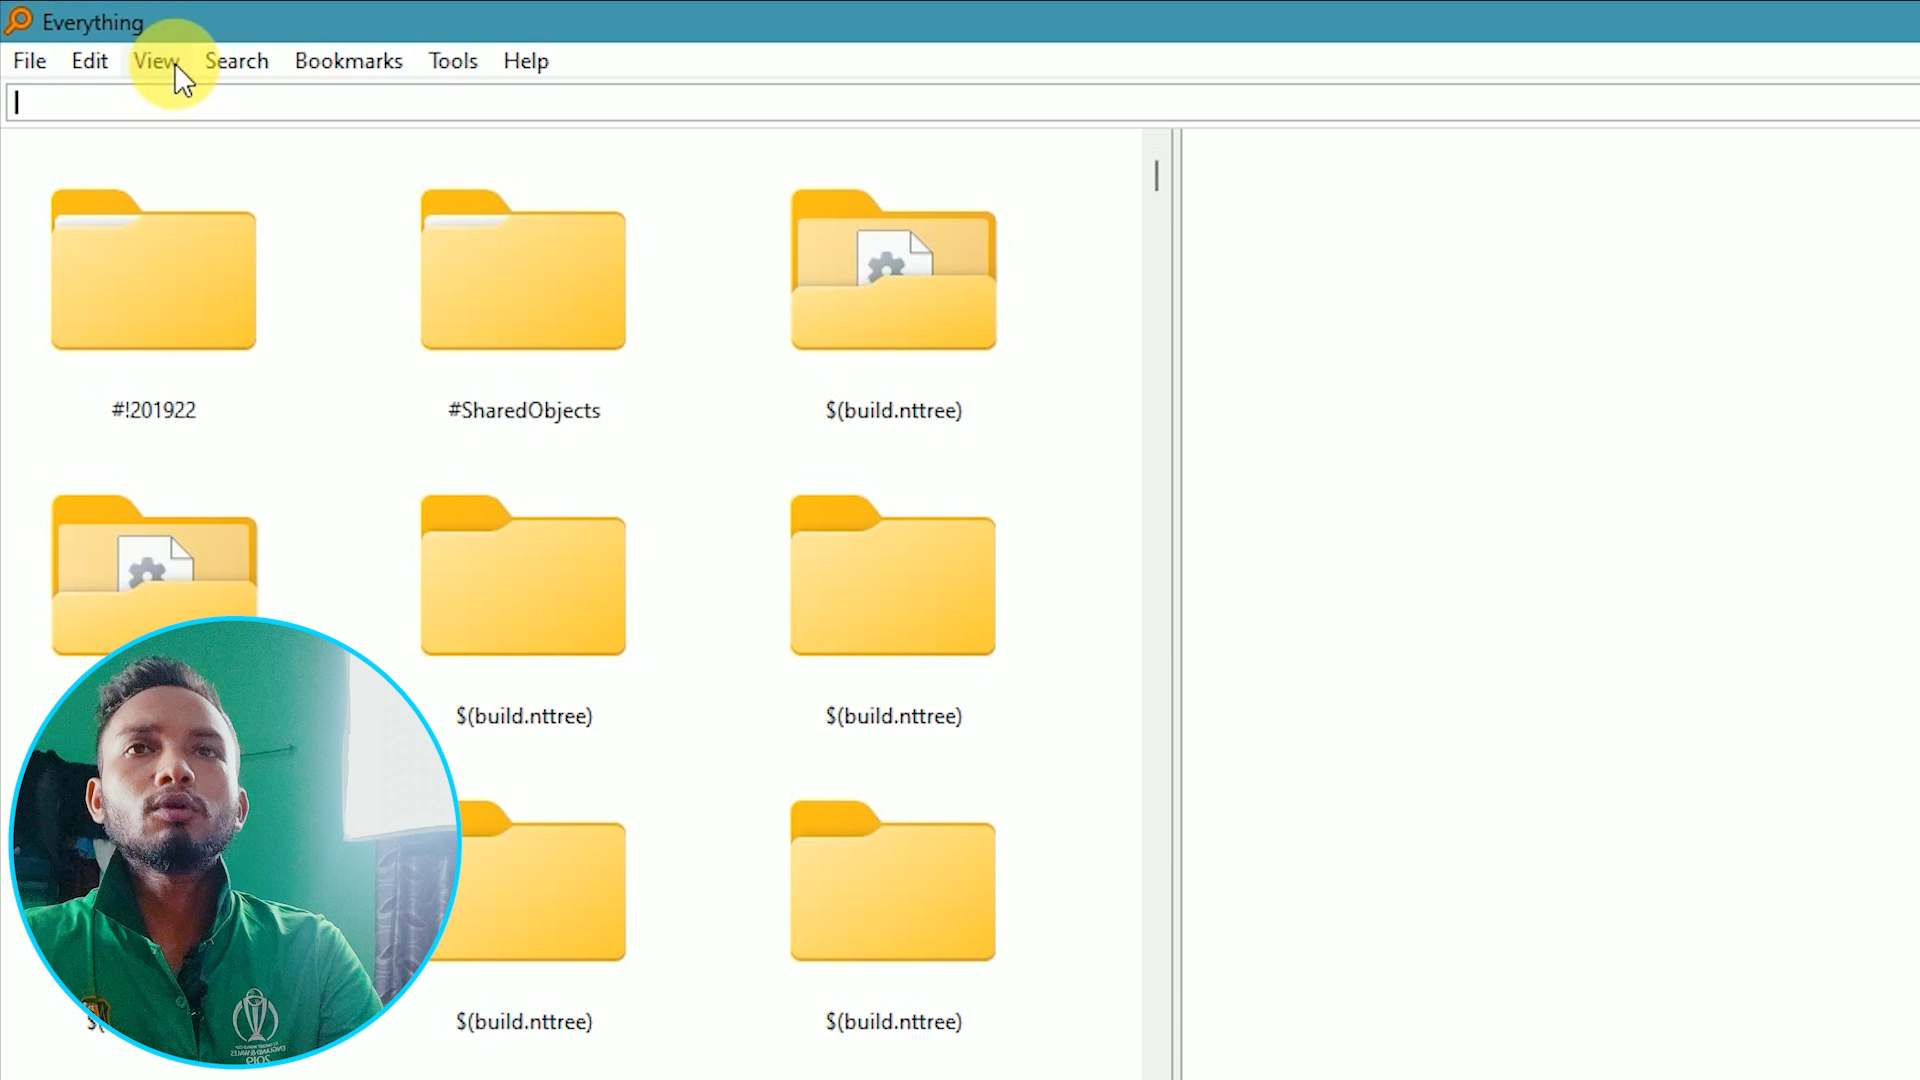 Everything
File Edit View Search Bookmarks Tools Help
#!201922 #SharedObjects $(build.nttree)
$(build.nttree) $(build.nttree)
$(build.nttree) $(build.nttree)